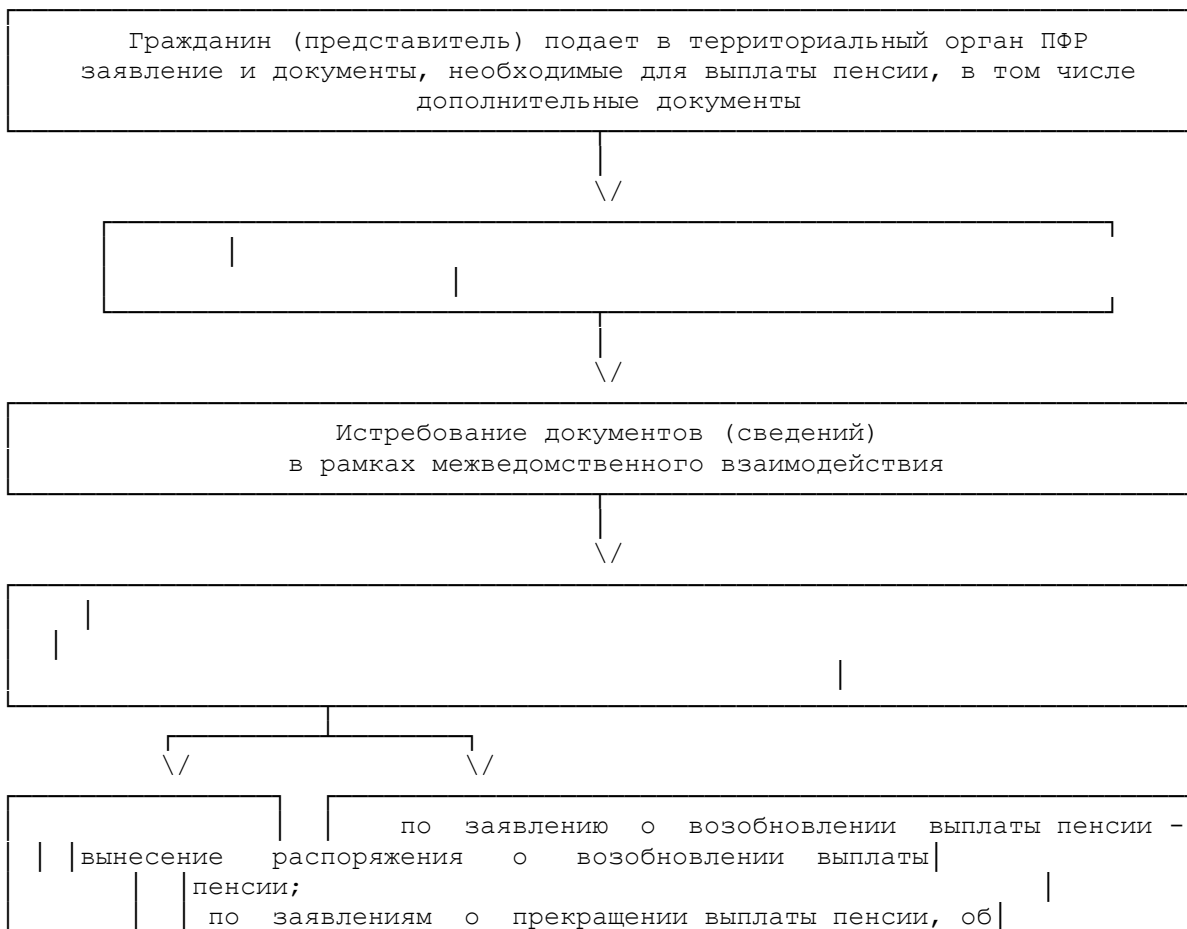 Гражданин (представитель) подает в территориальный орган ПФР
заявление и документы, необходимые для выплаты пенсии, в том числе
дополнительные документы
Истребование документов (сведений)
в рамках межведомственного взаимодействия
по заявлению о возобновлении выплаты пенсии -
вынесение распоряжения о возобновлении выплаты
пенсии;
по заявлениям о прекращении выплаты пенсии, об